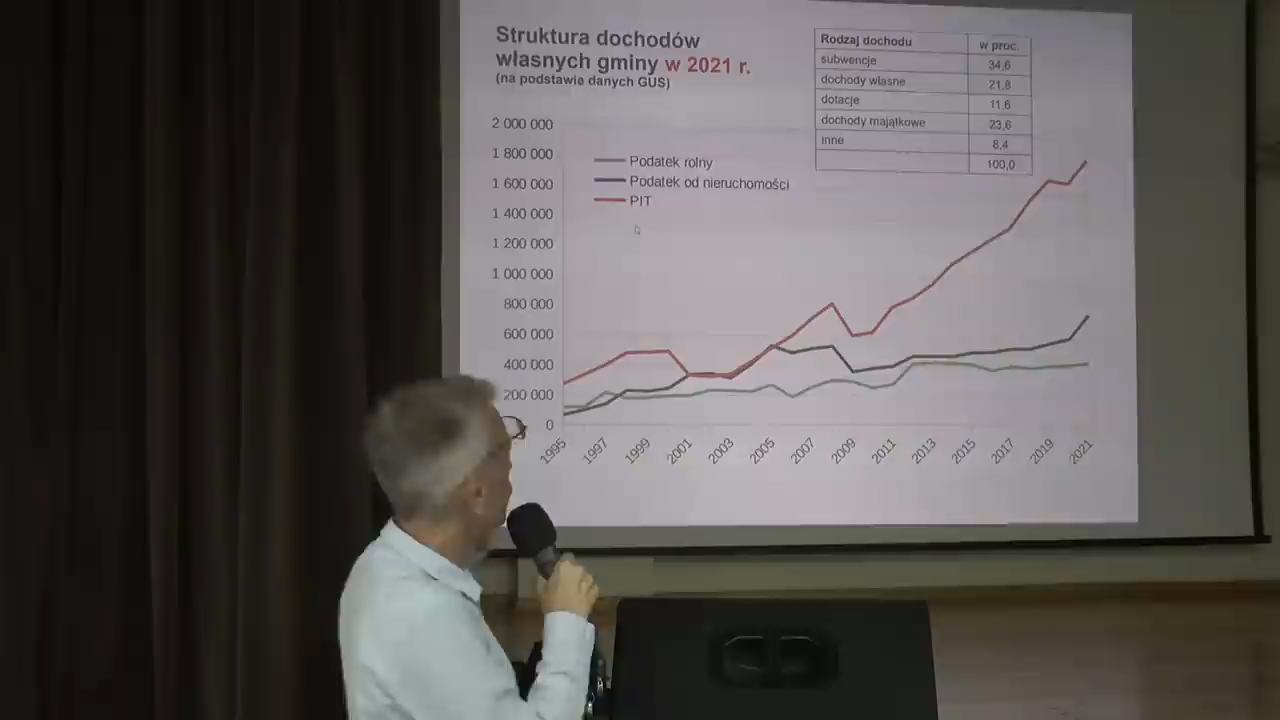 Struktura dochodów
własnych gminy w 2021 r.
(na podstawie danych GUS)
Rodzaj dochodu w proc.
subwencje 34,6
dochody własne 21,8
dotacje 11,6
dochody majątkowe 23,6
inne 8,4
100,0
2 000 000
1 800 000
1 600 000
1 400 000
1 200 000
1 000 000
800 000
600 000
400 000
200 000
0
Podatek rolny
Podatek od nieruchomości
PIT
1995 1997 1999 2001 2003 2005 2007 2009 2011 2013 2015 2017 2019 2021